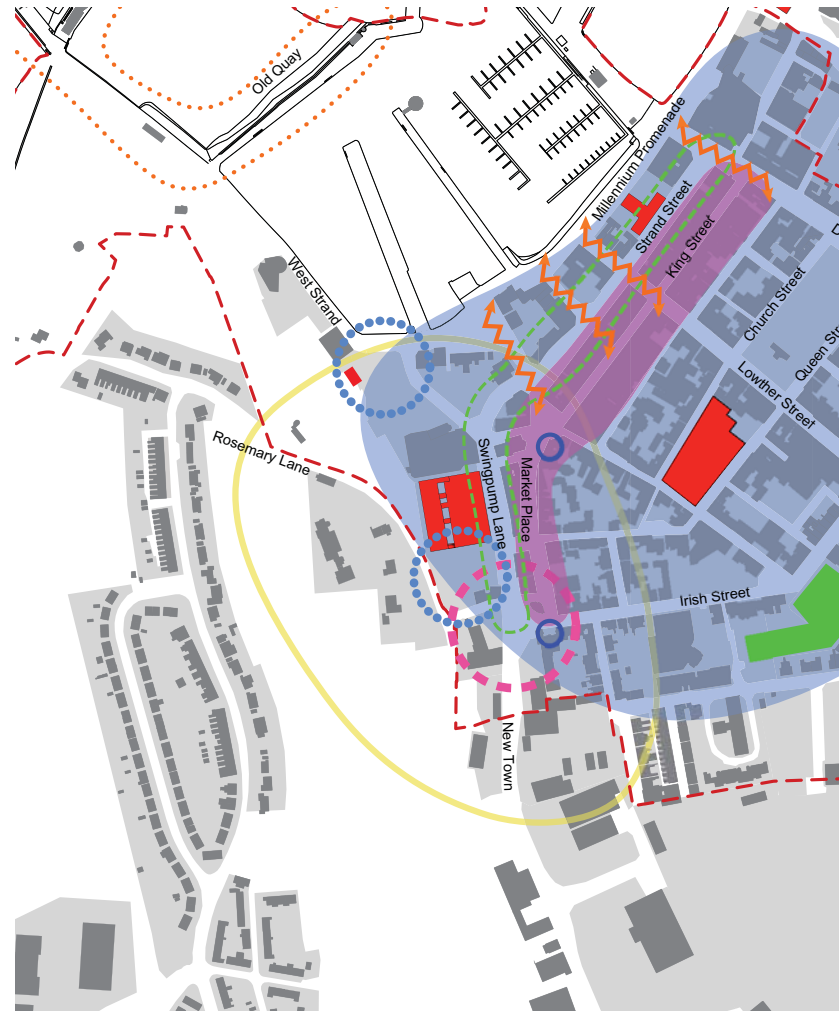 Old Quay
Millennium Promenade
Strand Street
King Street
West Strand
Church Street
Queen Str
Lowther Street
Rosemary Lane
Swingpump Lane
Market Place
Irish Street
New Town